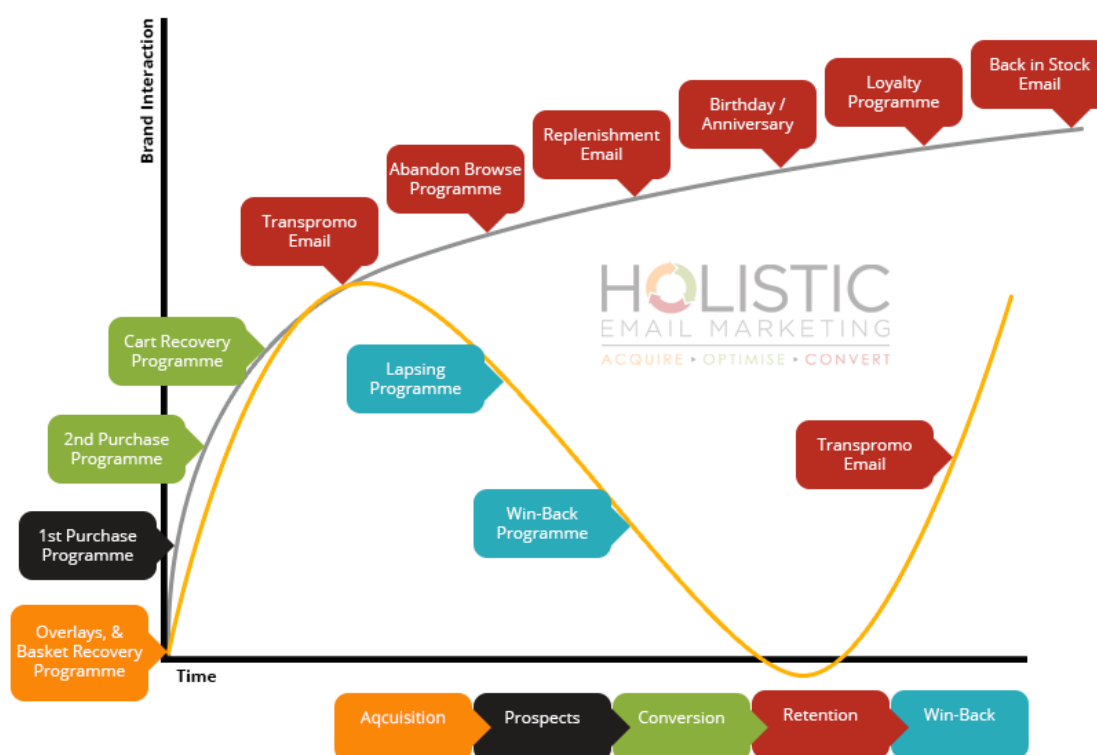 Brand Interaction
Back in Stock
Email
Loyalty
Programme
Birthday /
Anniversary
Replenishment
Email
Abandon Browse
Programme
Transpromo
Email
HOLISTIC
EMAIL MARKETING
ACQUIRE • OPTIMISE • CONVERT
Cart Recovery
Programme
Lapsing
Programme
2nd Purchase
Programme
Transpromo
Email
Win-Back
Programme
1st Purchase
Programme
Overlays, &
Basket Recovery
Programme
Time
Aqcuisition
Prospects
Conversion
Retention
Win-Back